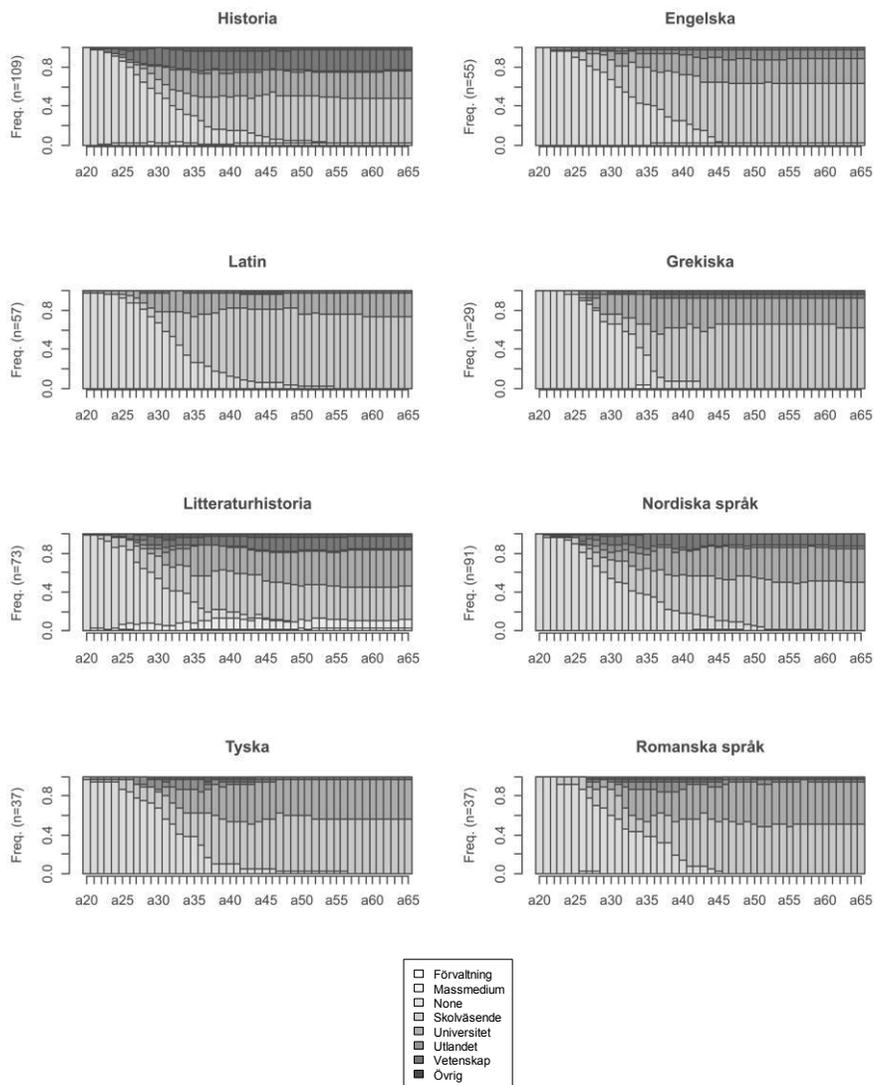 Historia
Freq. (n=109)
0.0 0.4 0.8
a20 a25 a30 a35 a40 a45 a50 a55 a60 a65
Engelska
Freq. (n=55)
0.0 0.4 0.8
a20 a25 a30 a35 a40 a45 a50 a55 a60 a65
Latin
Freq. (n=57)
0.0 0.4 0.8
a20 a25 a30 a35 a40 a45 a50 a55 a60 a65
Grekiska
Freq. (n=29)
0.0 0.4 0.8
a20 a25 a30 a35 a40 a45 a50 a55 a60 a65
Litteraturhistoria
Freq. (n=73)
0.0 0.4 0.8
a20 a25 a30 a35 a40 a45 a50 a55 a60 a65
Nordiska språk
Freq. (n=91)
0.0 0.4 0.8
a20 a25 a30 a35 a40 a45 a50 a55 a60 a65
Tyska
Freq. (n=37)
0.0 0.4 0.8
a20 a25 a30 a35 a40 a45 a50 a55 a60 a65
Romanska språk
Freq. (n=37)
0.0 0.4 0.8
a20 a25 a30 a35 a40 a45 a50 a55 a60 a65
Förvaltning
Massmedium
None
Skolväsende
Universitet
Utlandet
Vetenskap
Övrig